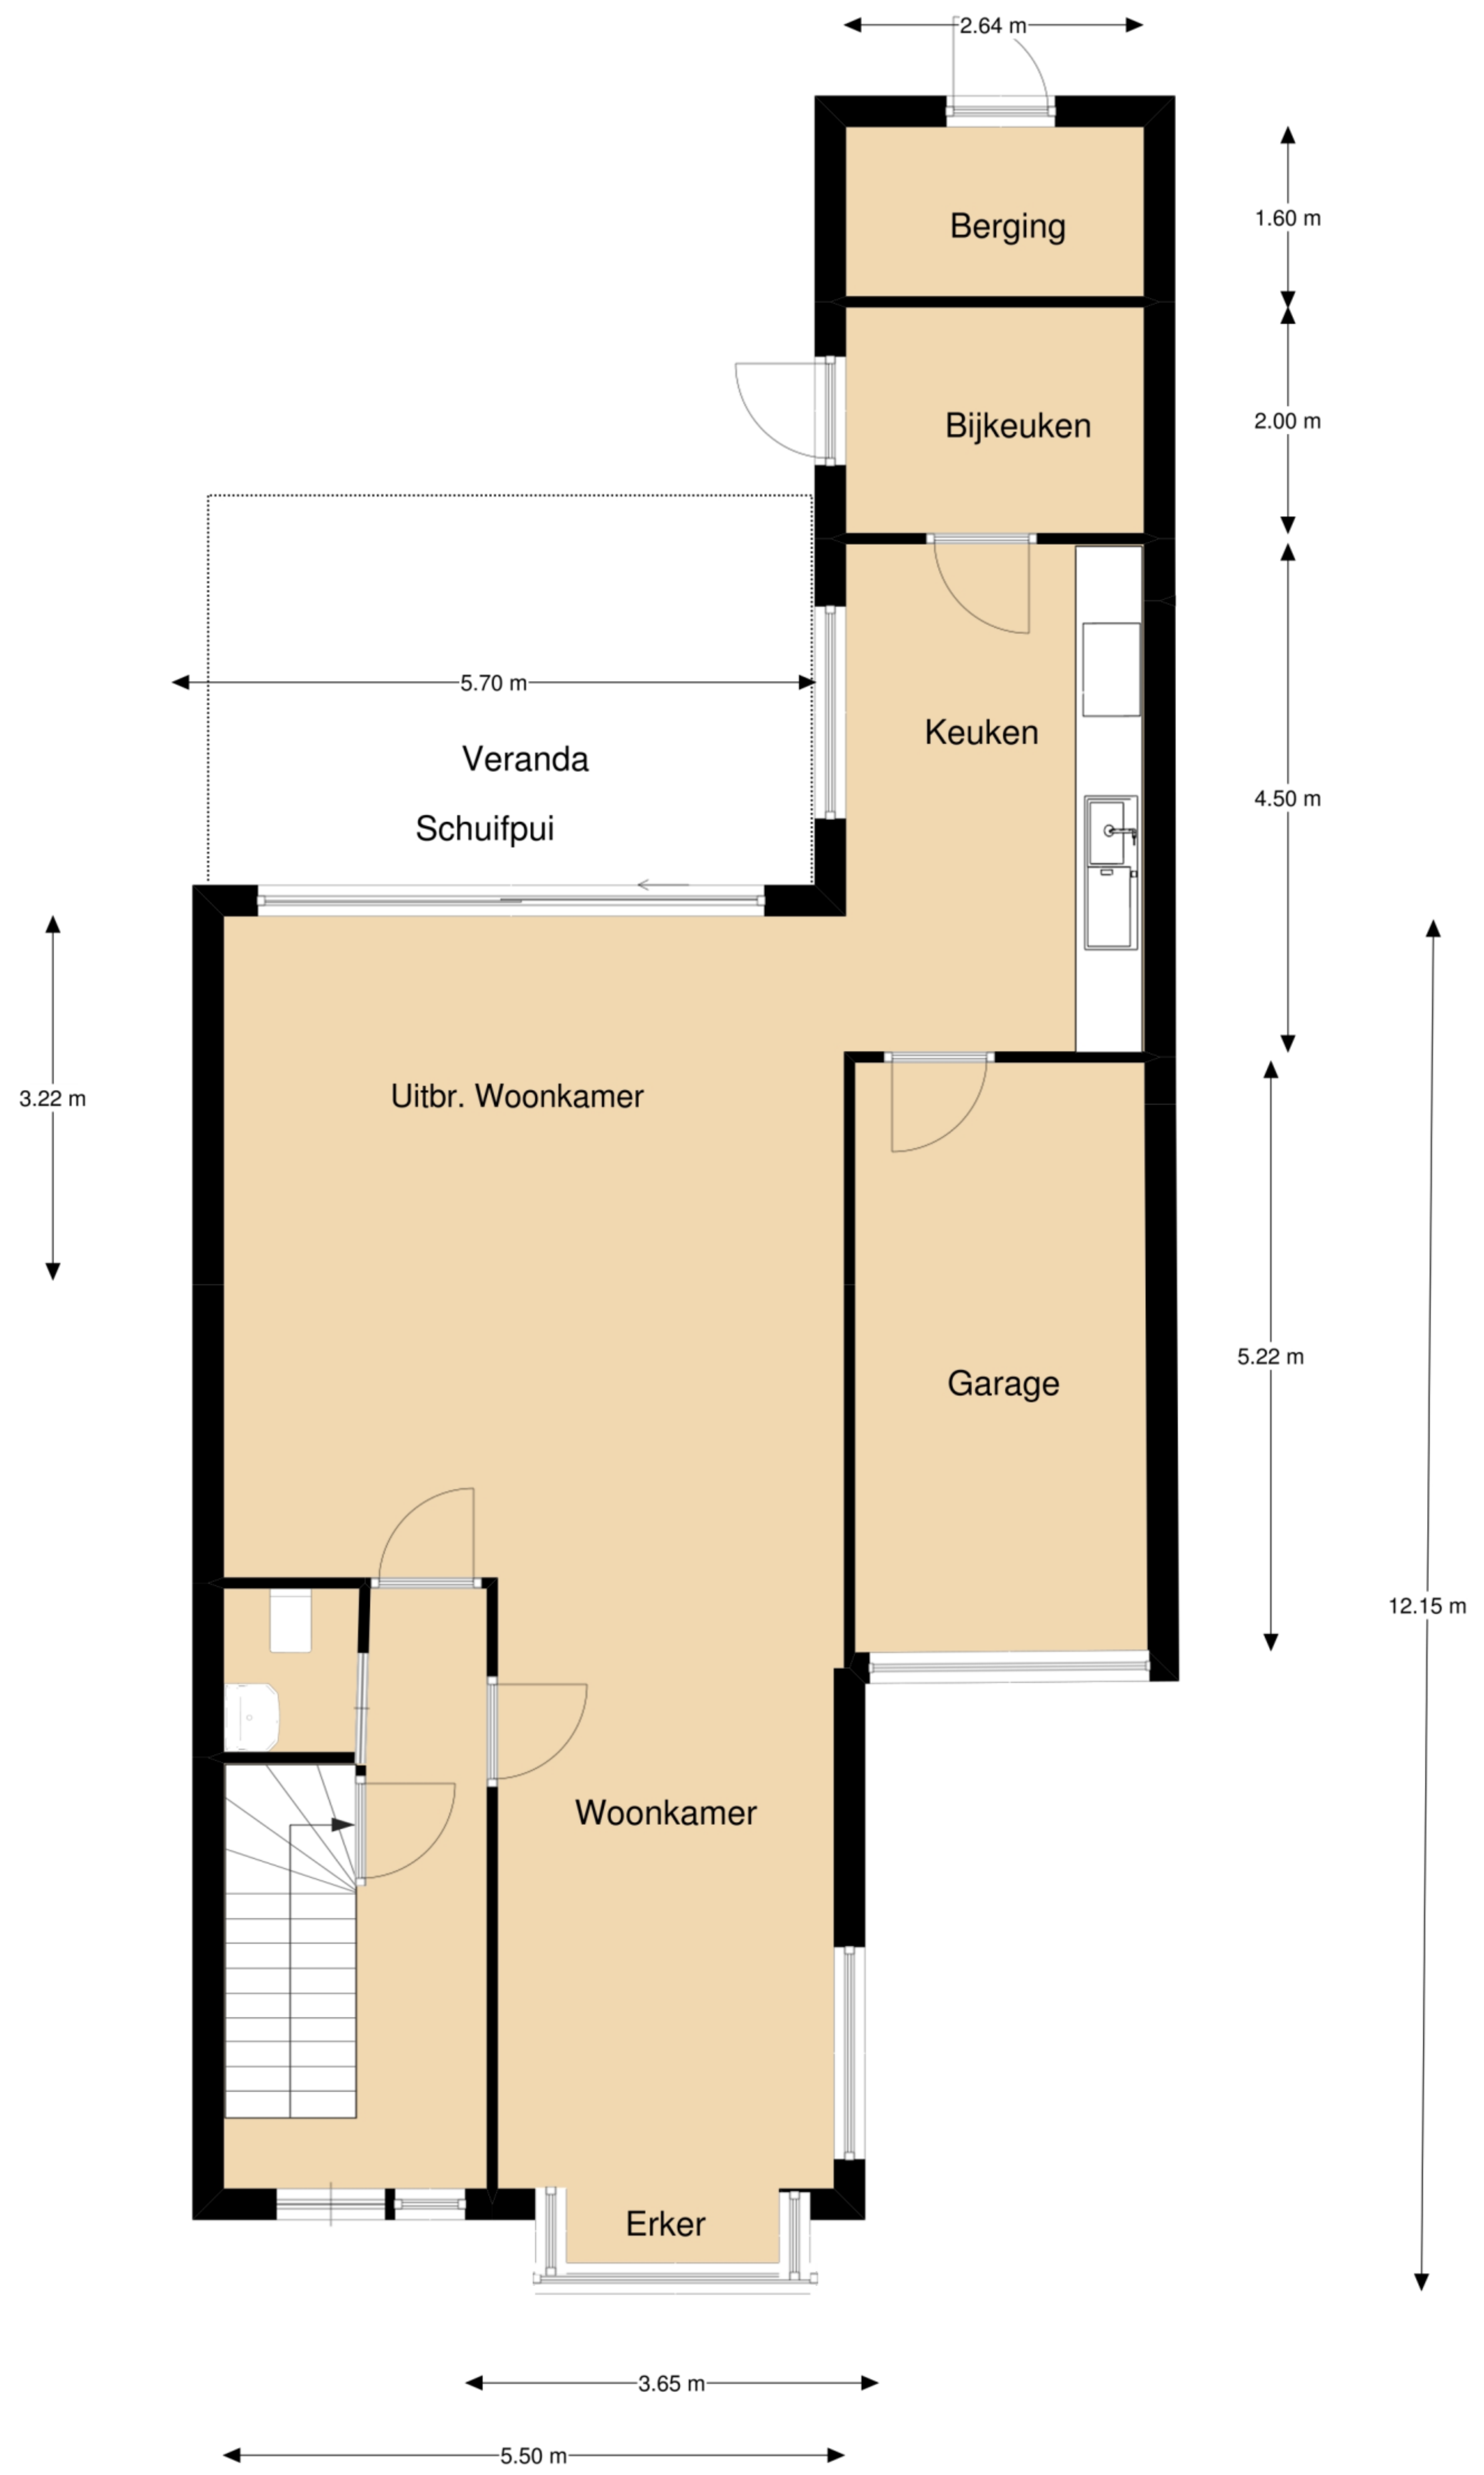 2.64 m
Berging
1.60 m
Bijkeuken
2.00 m
5.70 m
Keuken
Veranda
4.50 m
Schuifpui
Uitbr. Woonkamer
3.22 m
5.22 m
Garage
12.15 m
Woonkamer
Erker
3.65 m
5.50 m